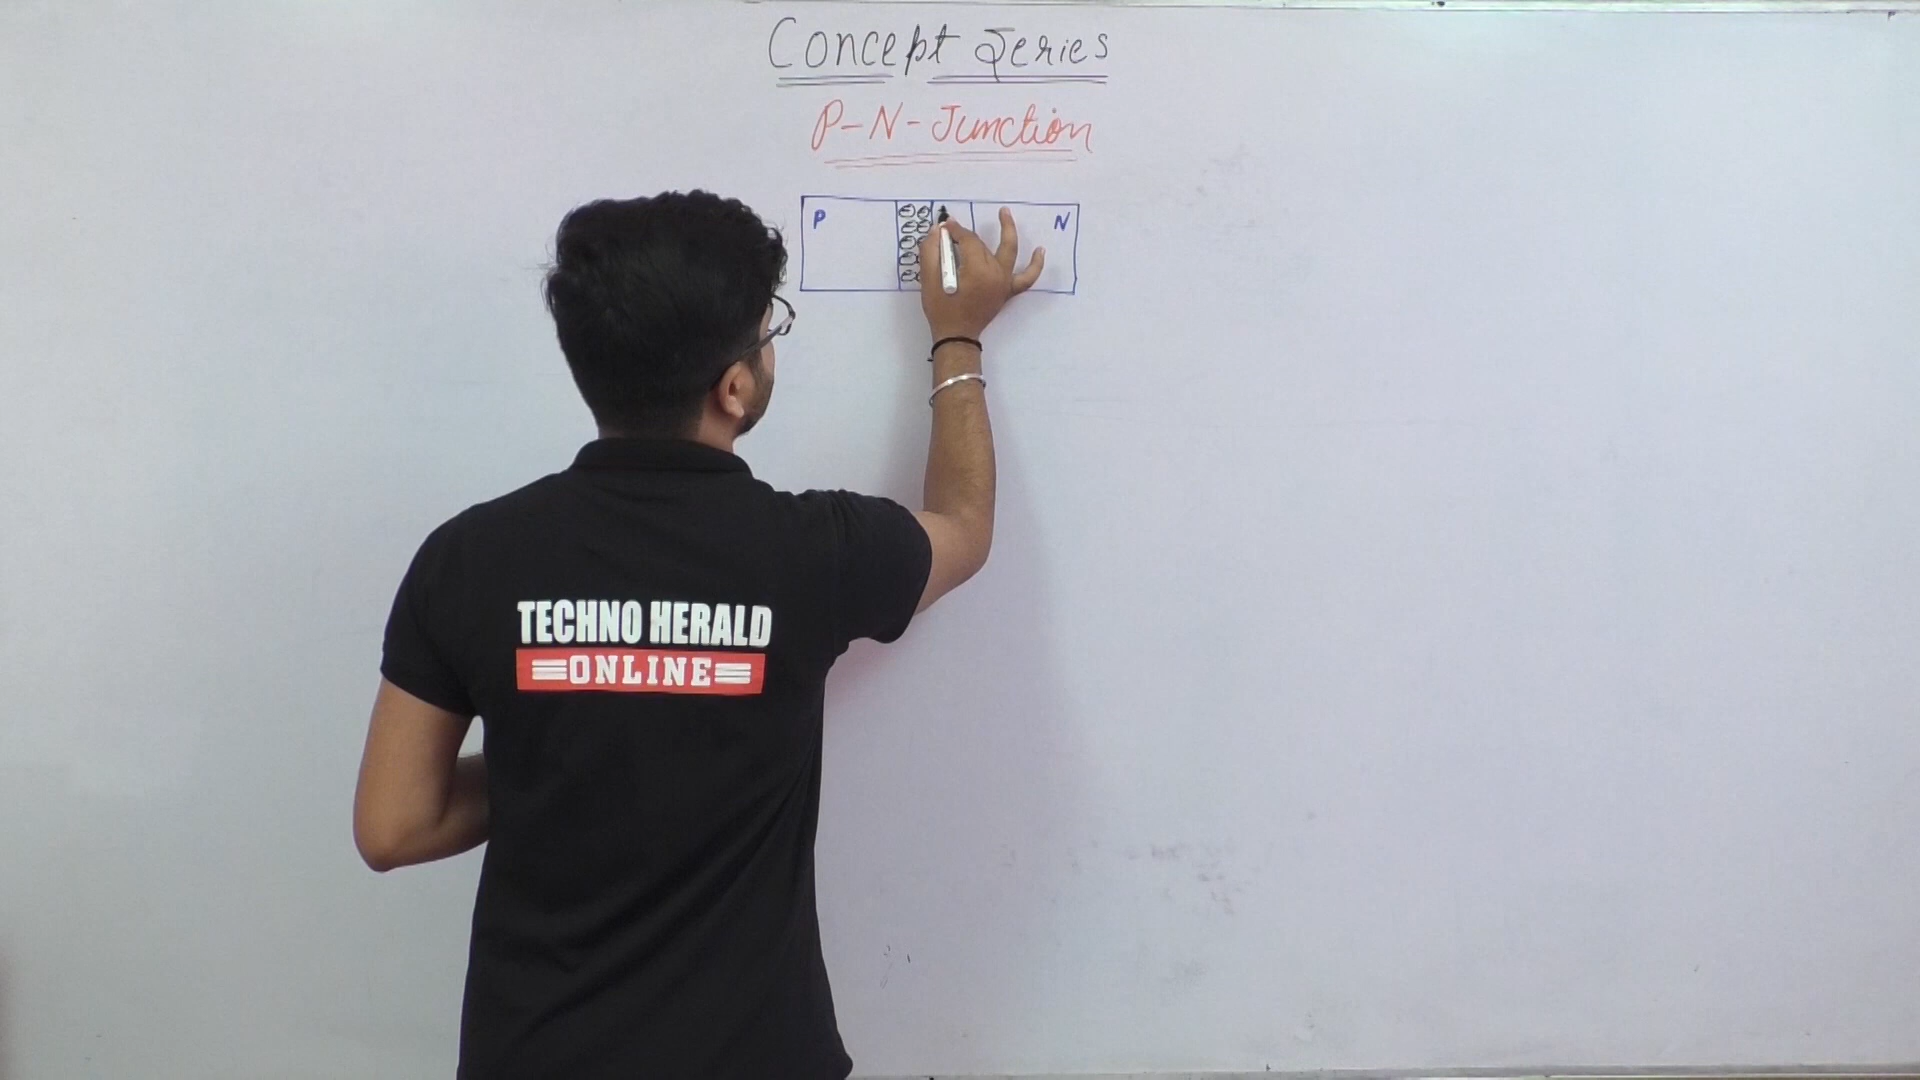 Concept Series
P-N-Junction
P N
TECHNO HERALD
ONLINE